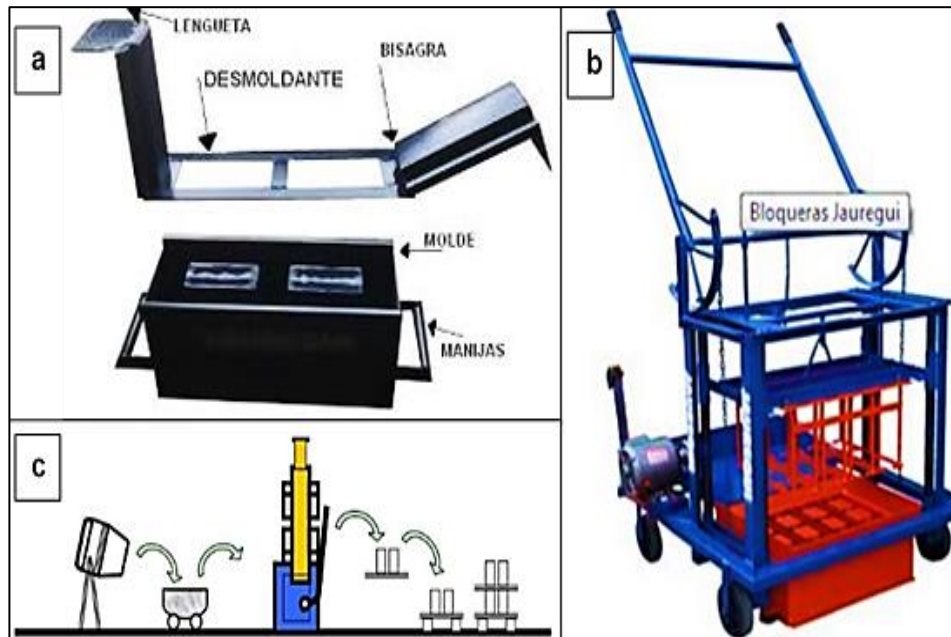 a
LENGUETA
BISAGRA
DESMOLDANTE
MOLDE
MANIJAS
b
Bloqueras Jauregui
c